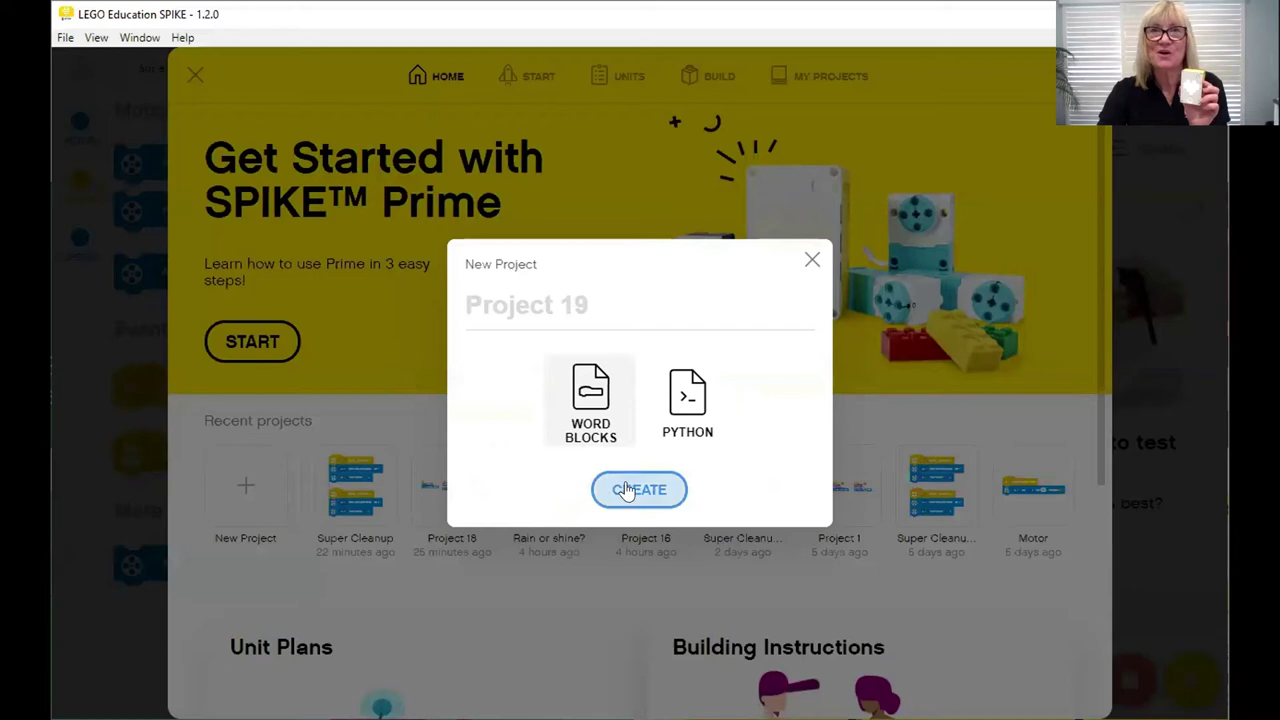 LEGO Education SPIKE - 1.2.0
File View Window Help
HOME START UNITS BUILD MY PROJECTS
Get Started with
SPIKE™ Prime
Learn how to use Prime in 3 easy
steps!
START
New Project
Project 19
WORD
BLOCKS
PYTHON
CREATE
Recent projects
New Project
Super Cleanup
22 minutes ago
Project 18
25 minutes ago
Rain or shine?
4 hours ago
Project 16
4 hours ago
Super Cleanu...
2 days ago
Project 1
5 days ago
Super Cleanu...
5 days ago
Motor
5 days ago
to test
best?
Unit Plans
Building Instructions